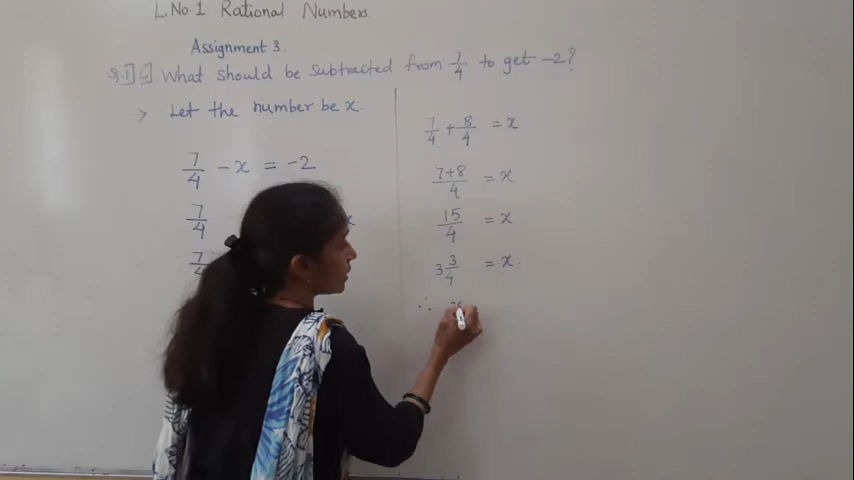 L.No.1 Rational Numbers
Assignment 3.
Q.1] C] What should be subtracted from 7/4 to get -2?
→ Let the number be x.
7/4 - x = -2
7/4 x
7/4
7/4 + 8/4 = x
7+8/4 = x
15/4 = x
3 3/4 = x.
∴